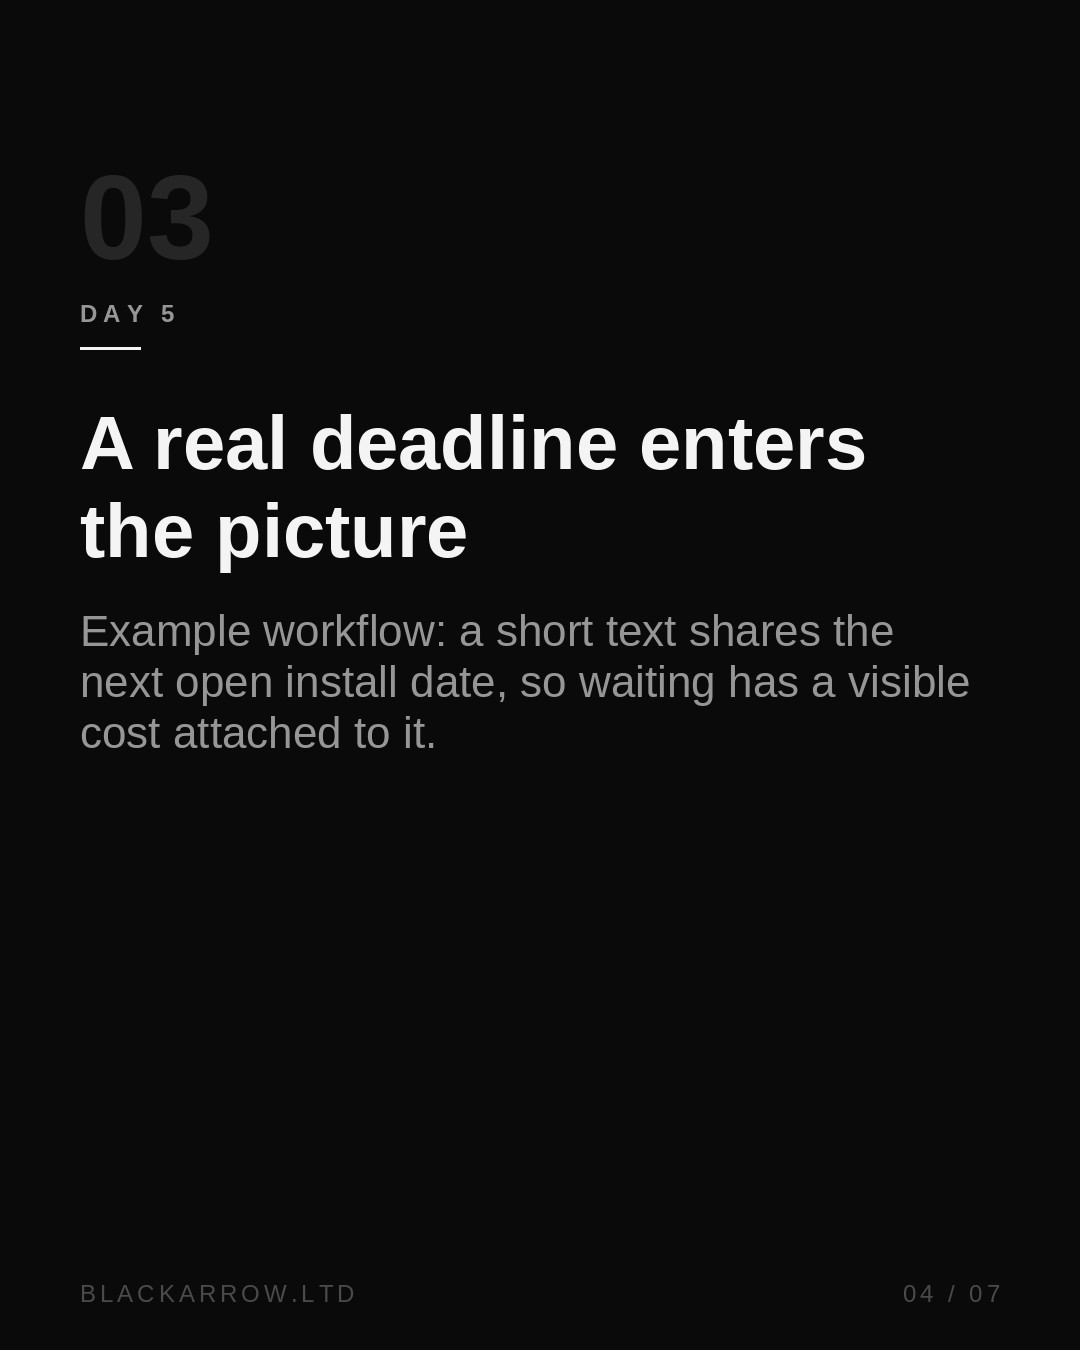 03
DAY 5
A real deadline enters
the picture
Example workflow: a short text shares the
next open install date, so waiting has a visible
cost attached to it.
BLACKARROW.LTD
04 / 07